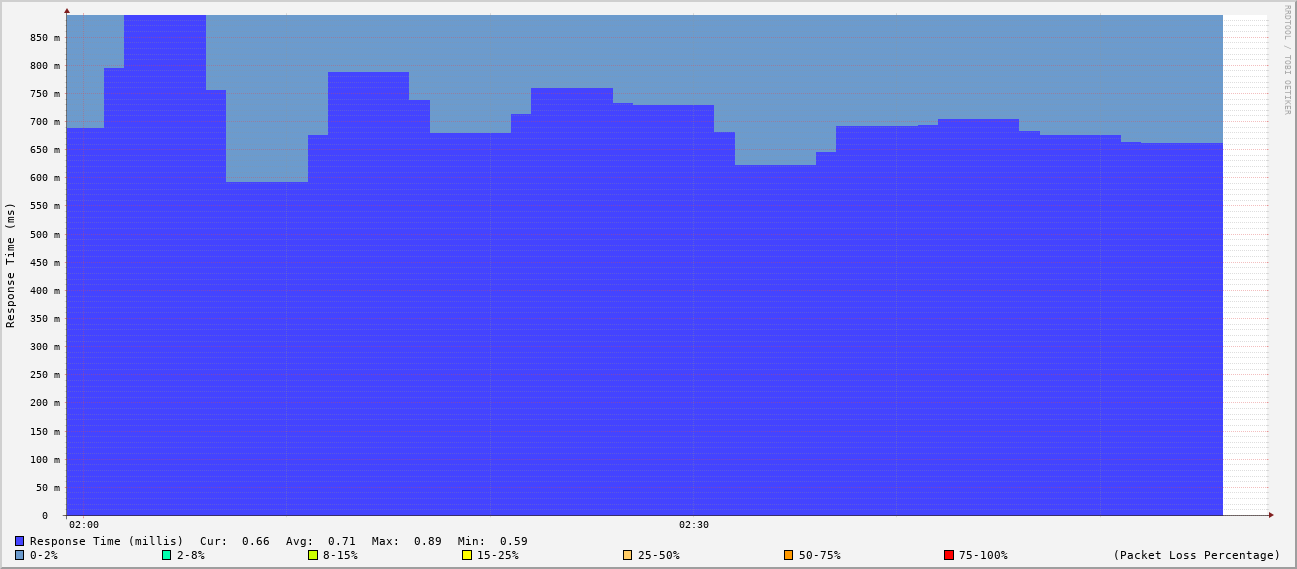 RRDTOOL / TOBI OETIKER
Response Time (ms)
850 m
800 m
750 m
700 m
650 m
600 m
550 m
500 m
450 m
400 m
350 m
300 m
250 m
200 m
150 m
100 m
50 m
0
02:00 02:30
Response Time (millis) Cur: 0.66 Avg: 0.71 Max: 0.89 Min: 0.59
0-2% 2-8% 8-15% 15-25% 25-50% 50-75% 75-100% (Packet Loss Percentage)